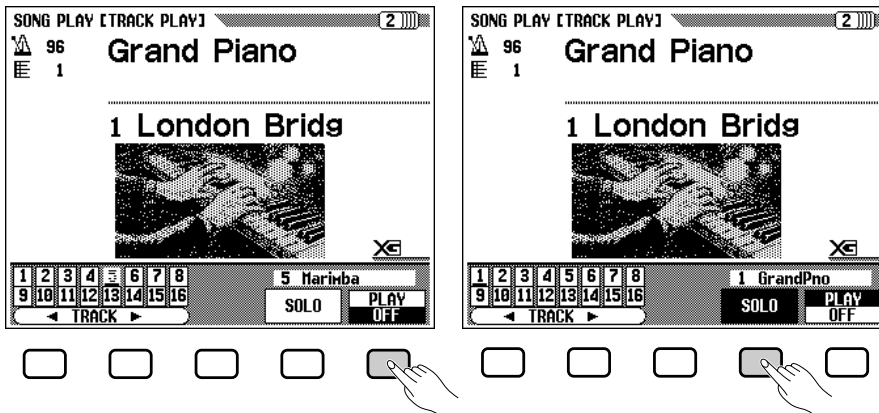 SONG PLAY [TRACK PLAY]
2
96
1
Grand Piano
1 London Bridg
XG
1 2 3 4 5 6 7 8
9 10 11 12 13 14 15 16
◄ TRACK ►
5 Marimba
SOLO
PLAY
OFF
SONG PLAY [TRACK PLAY]
2
96
1
Grand Piano
1 London Bridg
XG
1 2 3 4 5 6 7 8
9 10 11 12 13 14 15 16
◄ TRACK ►
1 GrandPno
SOLO
PLAY
OFF